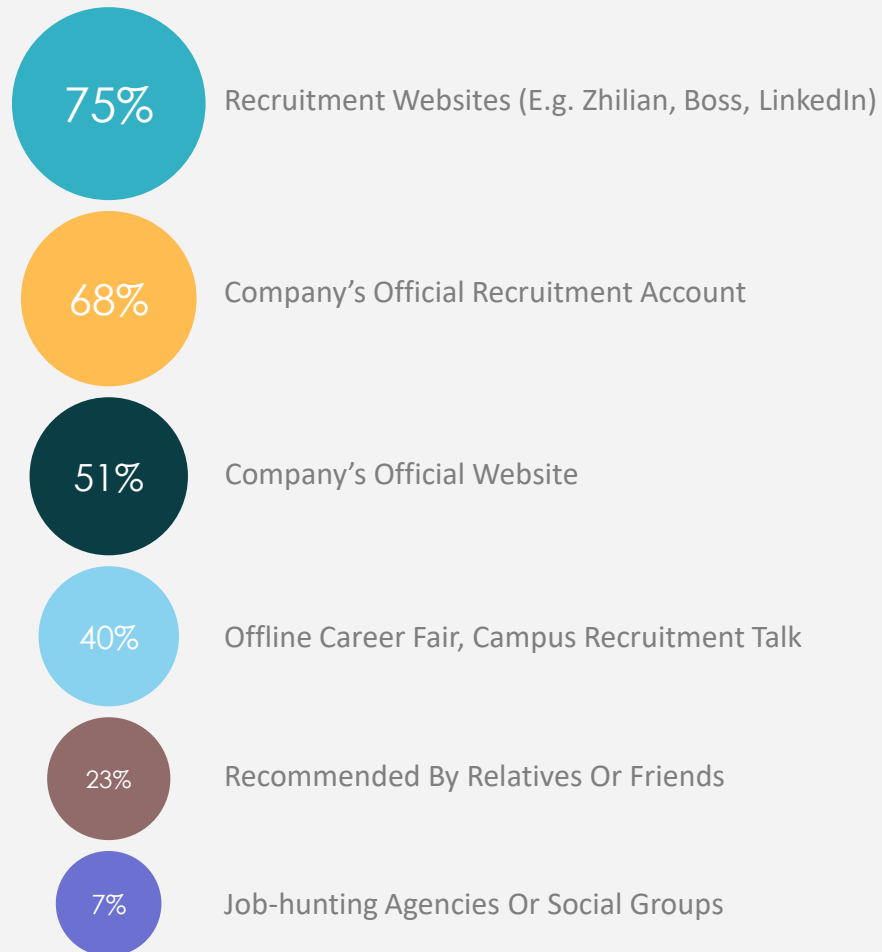 75%
Recruitment Websites (E.g. Zhilian, Boss, LinkedIn)
68%
Company’s Official Recruitment Account
51%
Company’s Official Website
40%
Offline Career Fair, Campus Recruitment Talk
23%
Recommended By Relatives Or Friends
7%
Job-hunting Agencies Or Social Groups